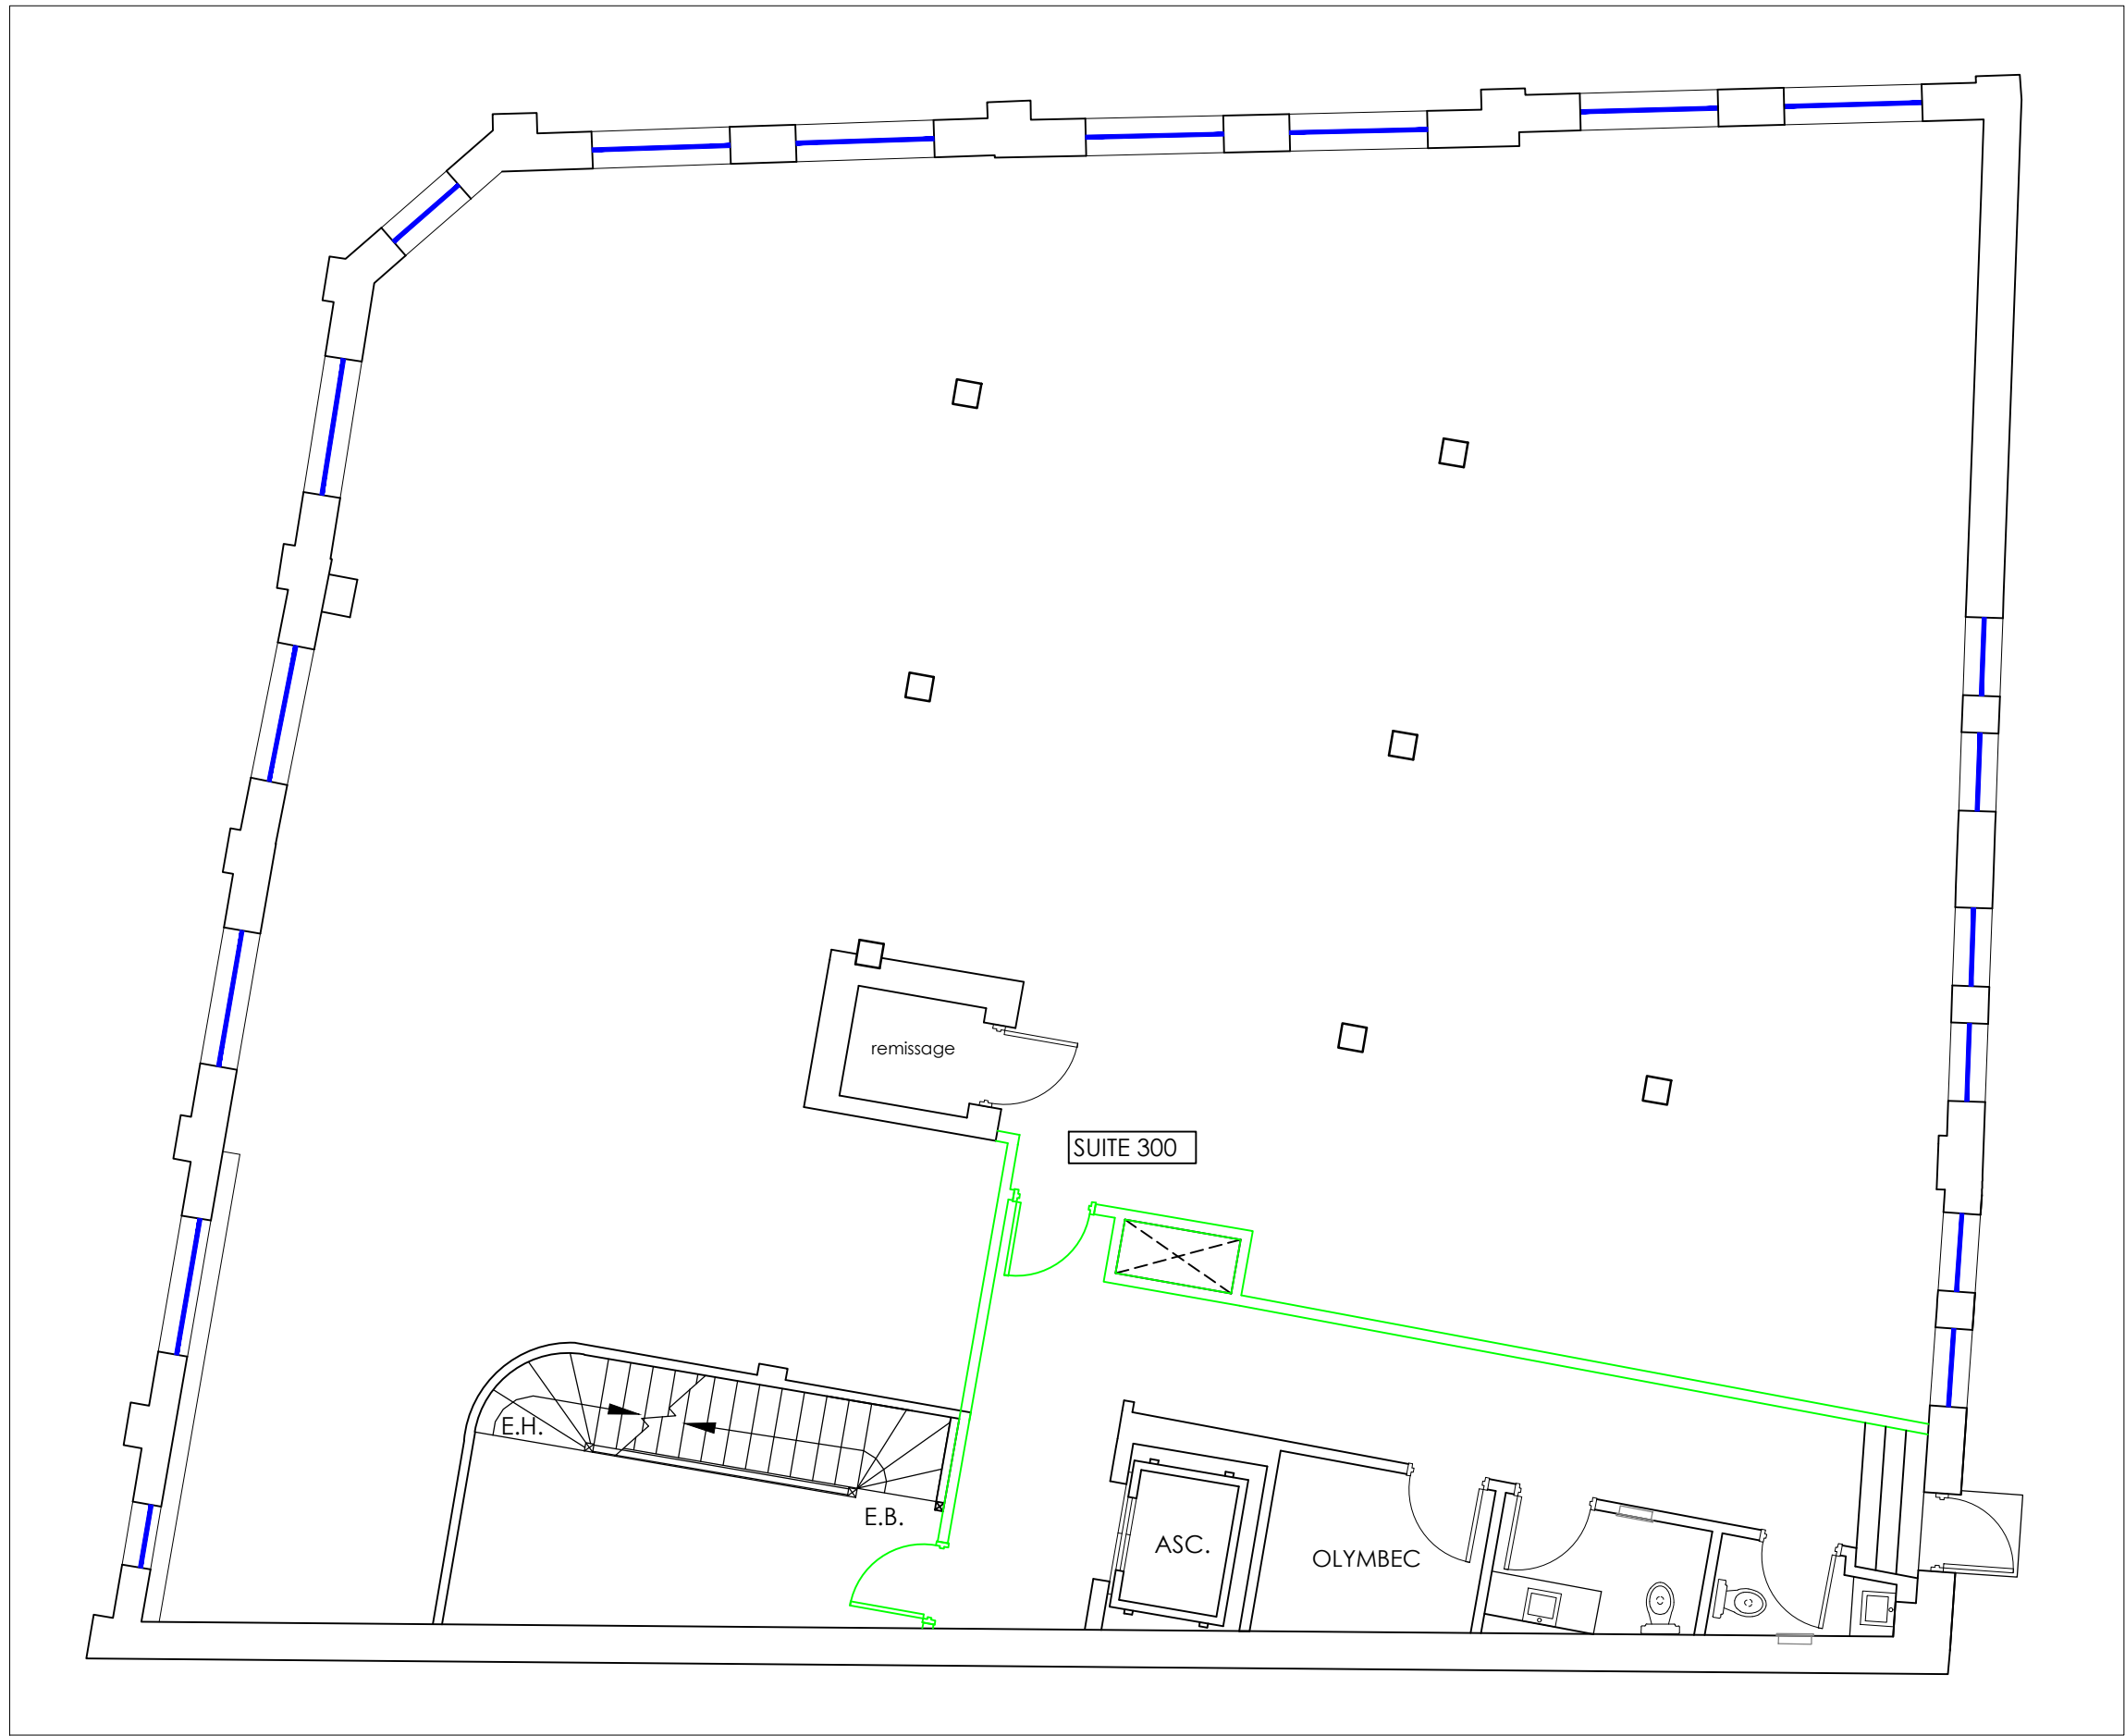 remissage
SUITE 300
E.H.
E.B.
ASC.
OLYMBEC